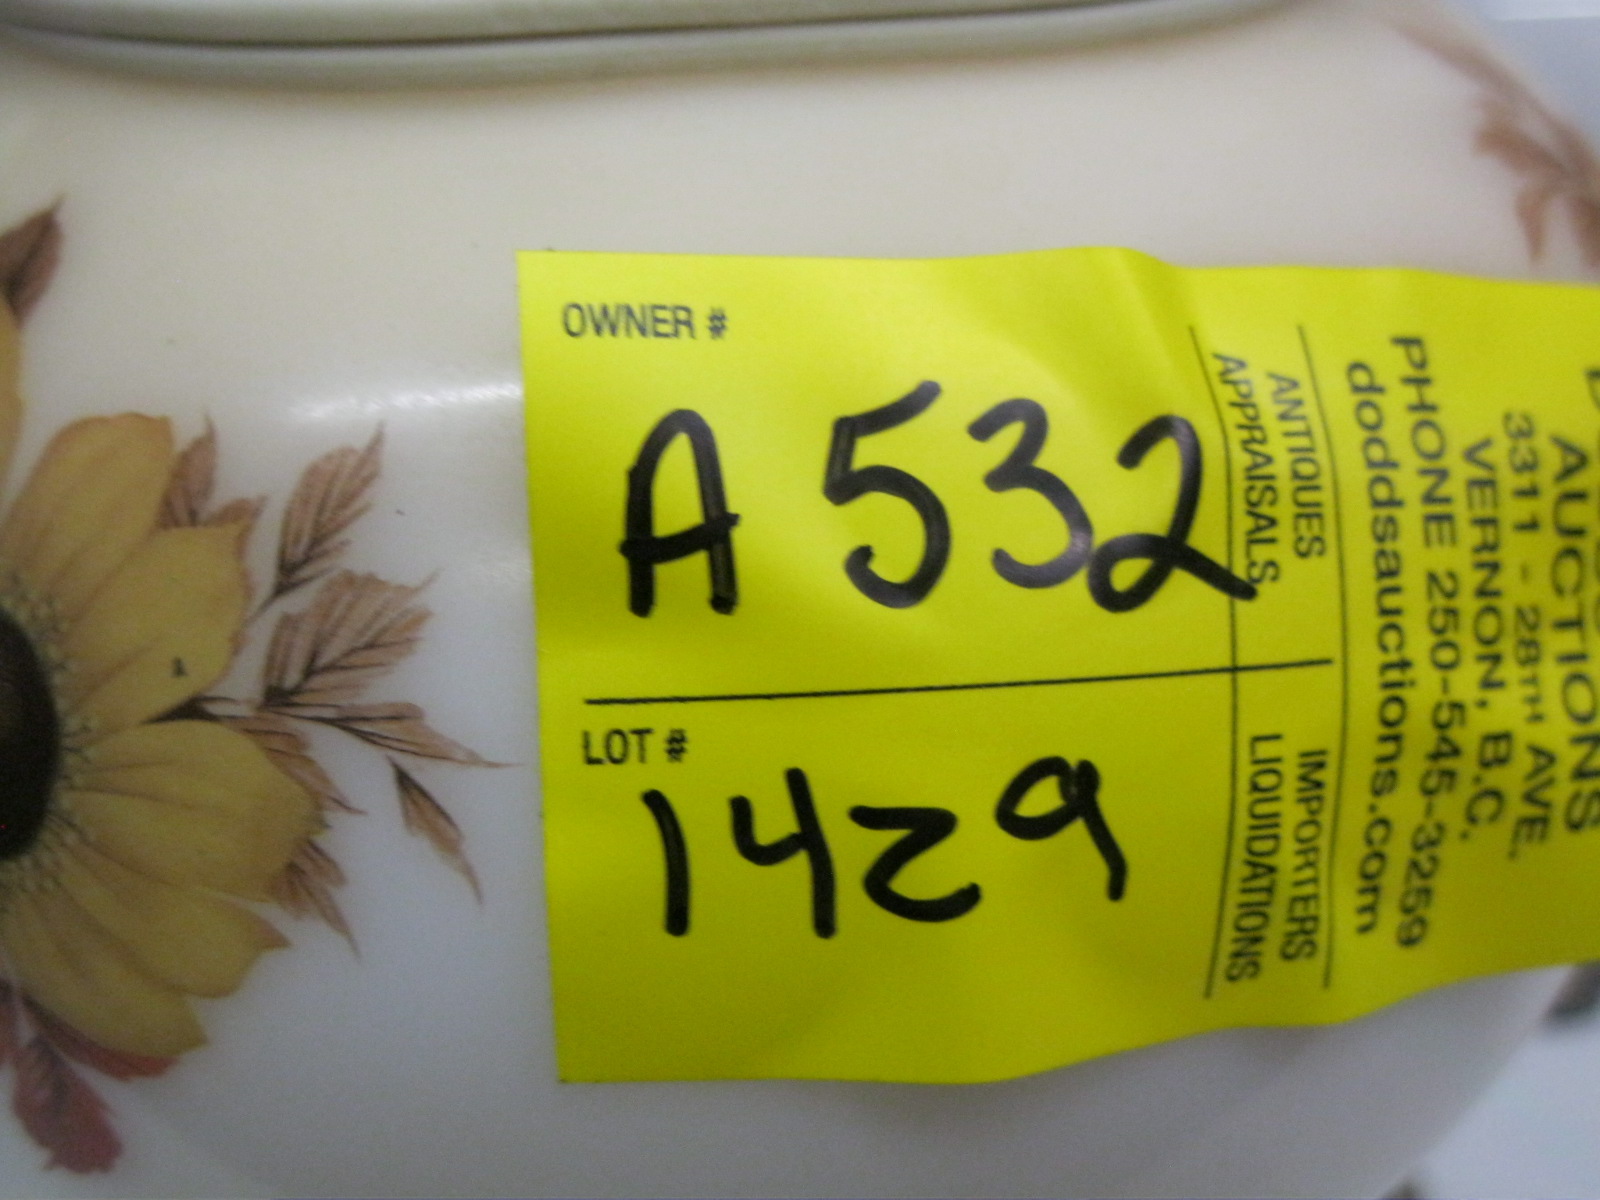 OWNER #
A 532
LOT #
1429
ANTIQUES
APPRAISALS
IMPORTERS
LIQUIDATIONS
AUCTIONS
3311 - 28TH AVE.
VERNON, B.C.
PHONE 250-545-3259
doddsauctions.com